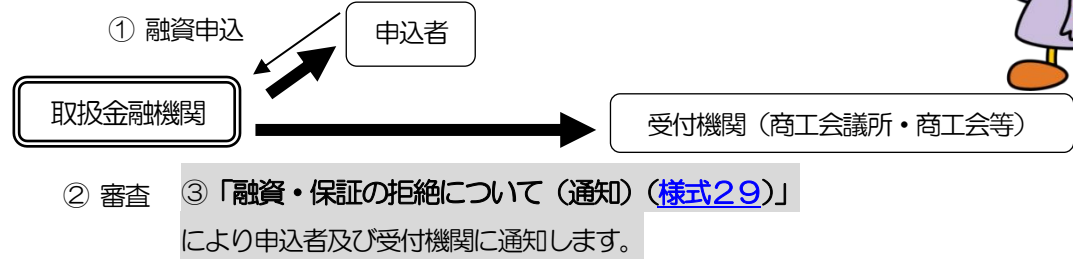 ① 融資申込
申込者
取扱金融機関
受付機関（商工会議所・商工会等）
② 審査
③「融資・保証の拒絶について（通知）（様式２９）」
により申込者及び受付機関に通知します。